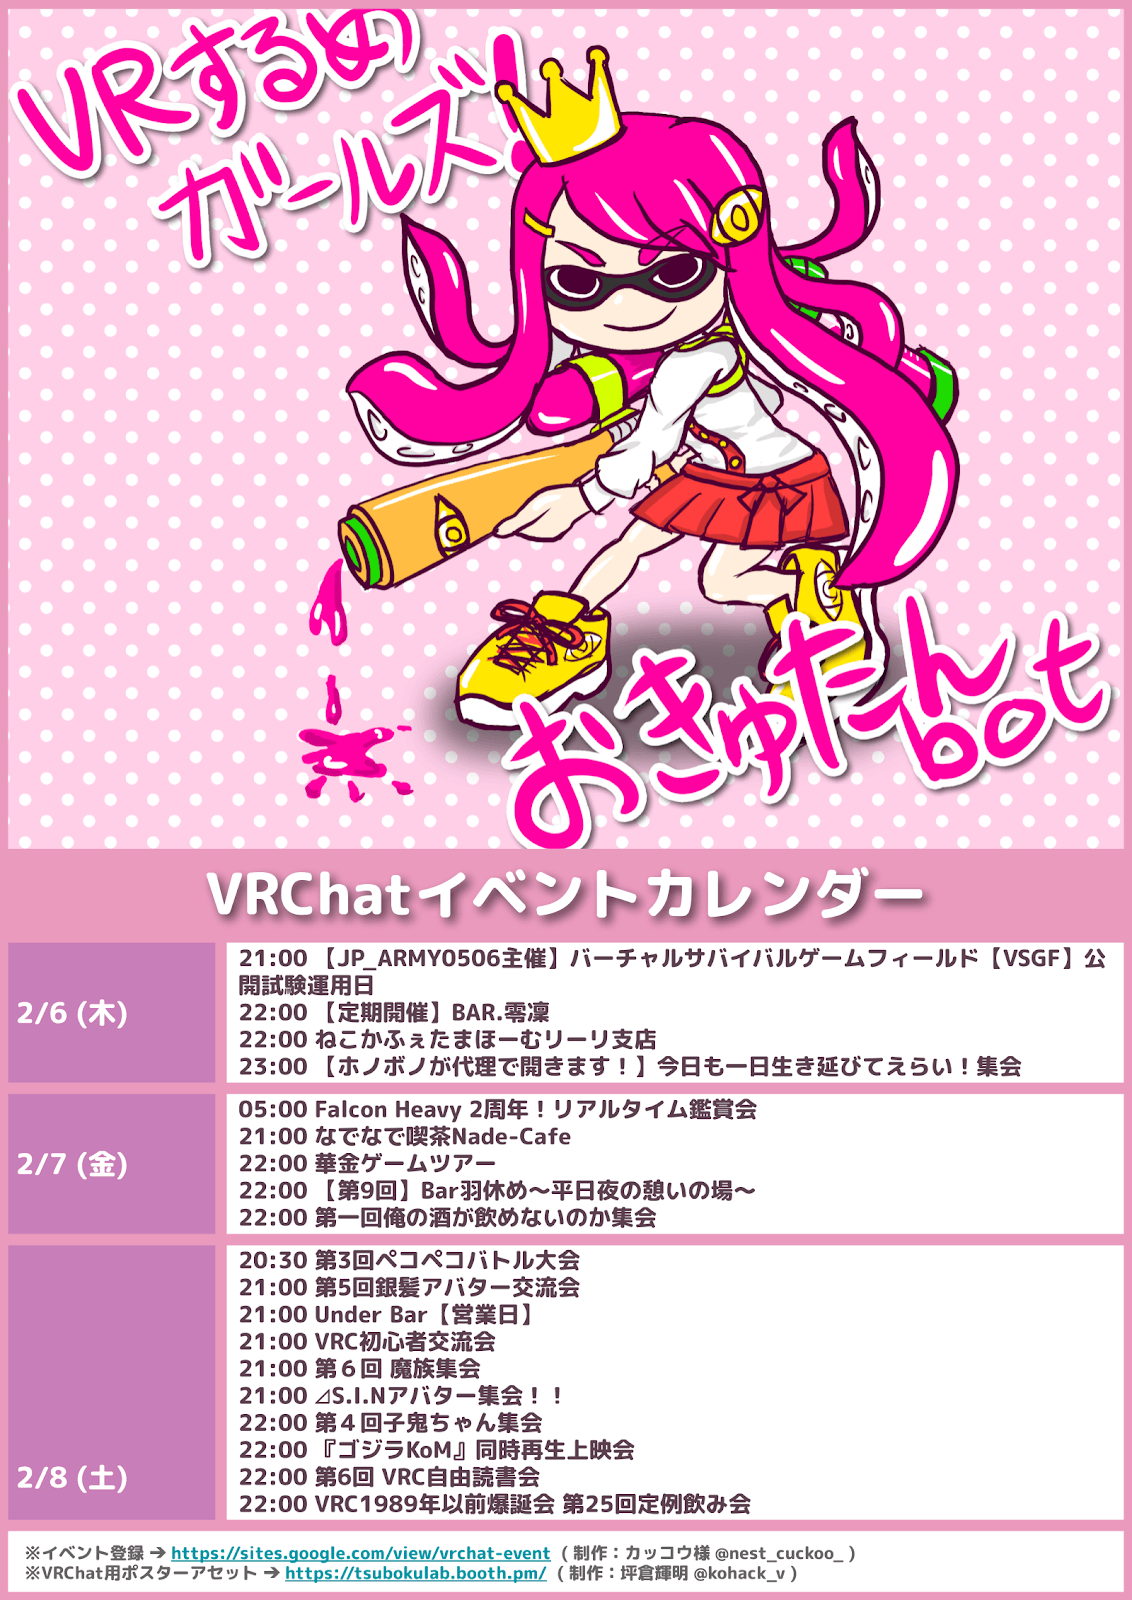 VRするめ
ガールズ!
おきゅたん
bot
VRChatイベントカレンダー
2/6 (木)
21:00 【JP_ARMY0506主催】バーチャルサバイバルゲームフィールド【VSGF】公
開試験運用日
22:00 【定期開催】BAR.零凜
22:00 ねこかふぇたまほーむリーリ支店
23:00 【ホノボノが代理で開きます！】今日も一日生き延びてえらい！集会
2/7 (金)
05:00 Falcon Heavy 2周年！リアルタイム鑑賞会
21:00 なでなで喫茶Nade-Cafe
22:00 華金ゲームツアー
22:00 【第9回】Bar羽休め～平日夜の憩いの場～
22:00 第一回俺の酒が飲めないのか集会
2/8 (土)
20:30 第3回ペコペコバトル大会
21:00 第5回銀髪アバター交流会
21:00 Under Bar【営業日】
21:00 VRC初心者交流会
21:00 第６回 魔族集会
21:00 ⊿S.I.Nアバター集会！！
22:00 第４回子鬼ちゃん集会
22:00 『ゴジラKoM』同時再生上映会
22:00 第6回 VRC自由読書会
22:00 VRC1989年以前爆誕会 第25回定例飲み会
※イベント登録 → https://sites.google.com/view/vrchat-event （制作：カッコウ様 @nest_cuckoo_）
※VRChat用ポスターアセット → https://tsubokulab.booth.pm/ （制作：坪倉輝明 @kohack_v）